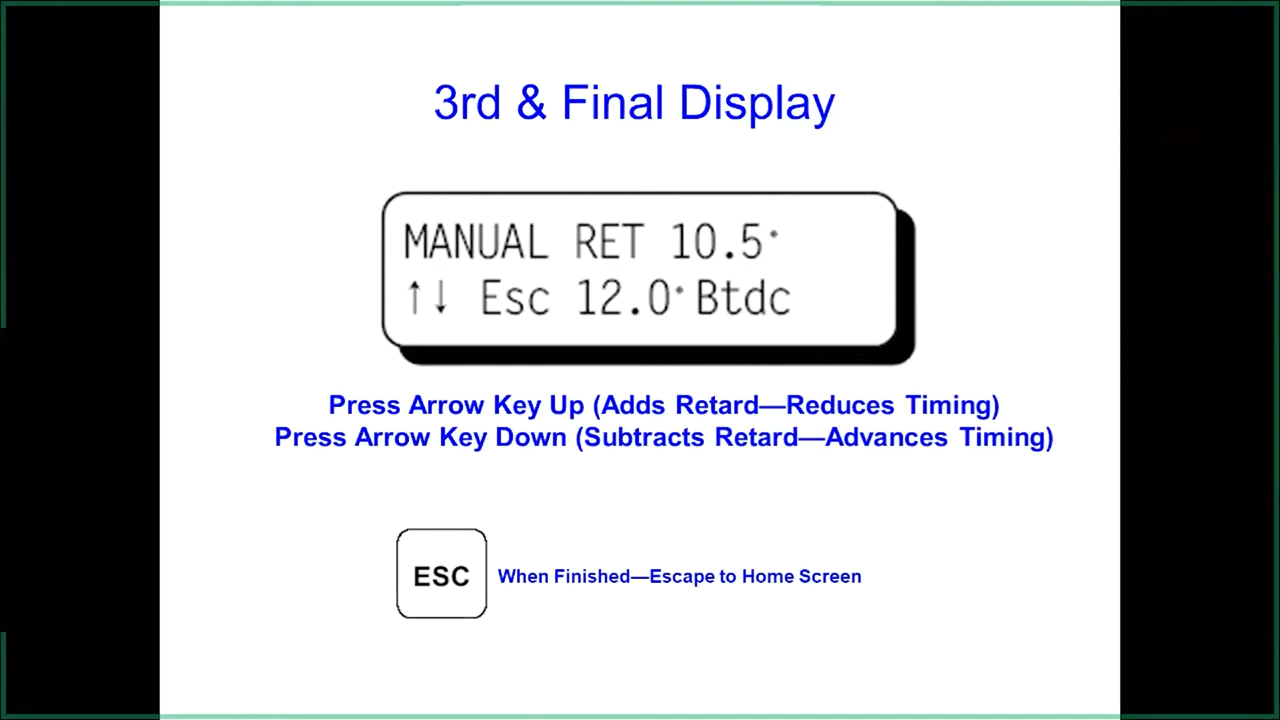 3rd & Final Display
MANUAL RET 10.5°
↑↓ Esc 12.0° Btdc
Press Arrow Key Up (Adds Retard—Reduces Timing)
Press Arrow Key Down (Subtracts Retard—Advances Timing)
ESC When Finished—Escape to Home Screen